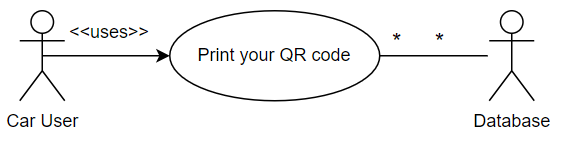 <<uses>>
Print your QR code
* *
Car User
Database